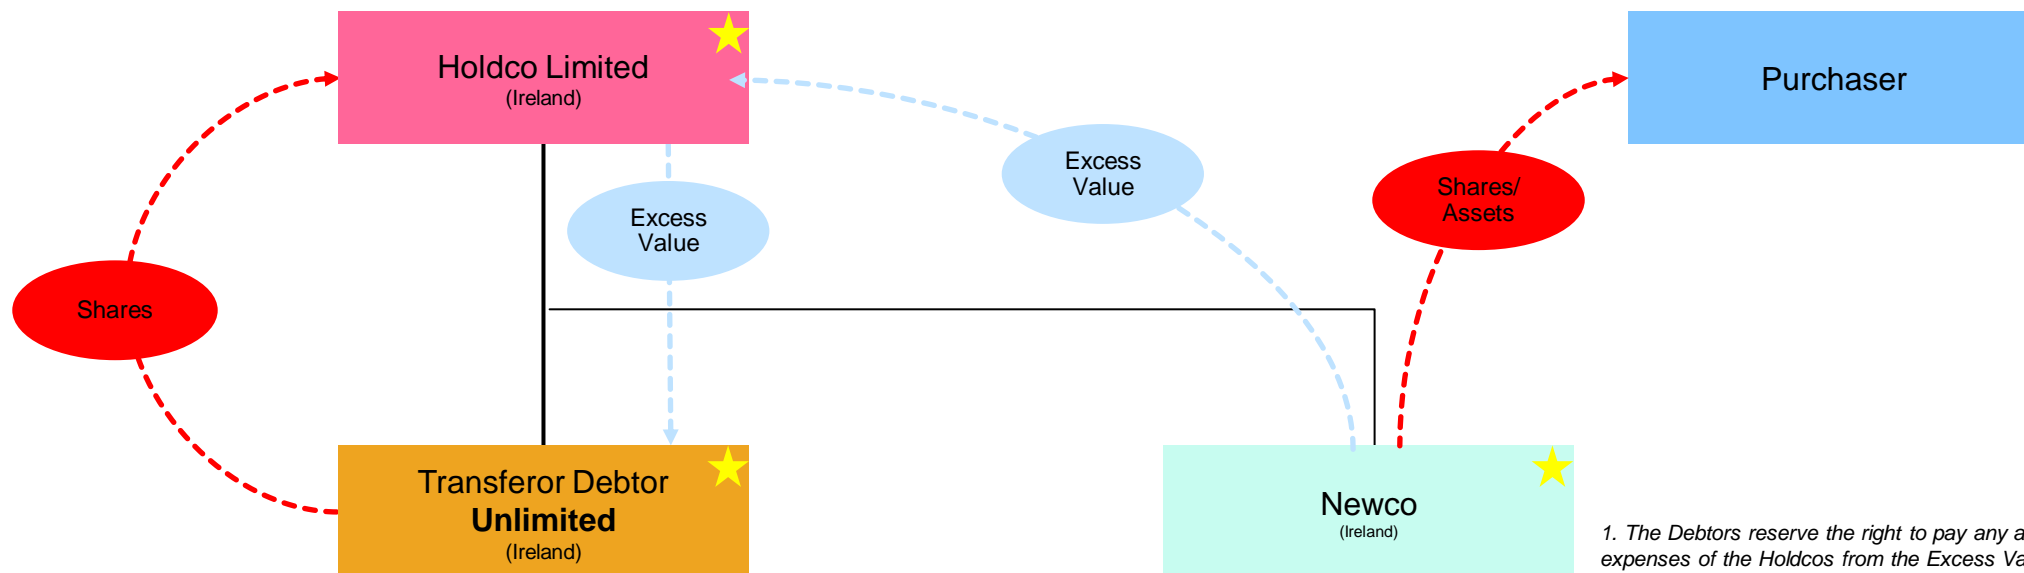 Holdco Limited
(Ireland)
Purchaser
Excess
Value
Shares/
Assets
Excess
Value
Shares
Transferor Debtor
Unlimited
(Ireland)
Newco
(Ireland)
1. The Debtors reserve the right to pay any a
expenses of the Holdcos from the Excess Va